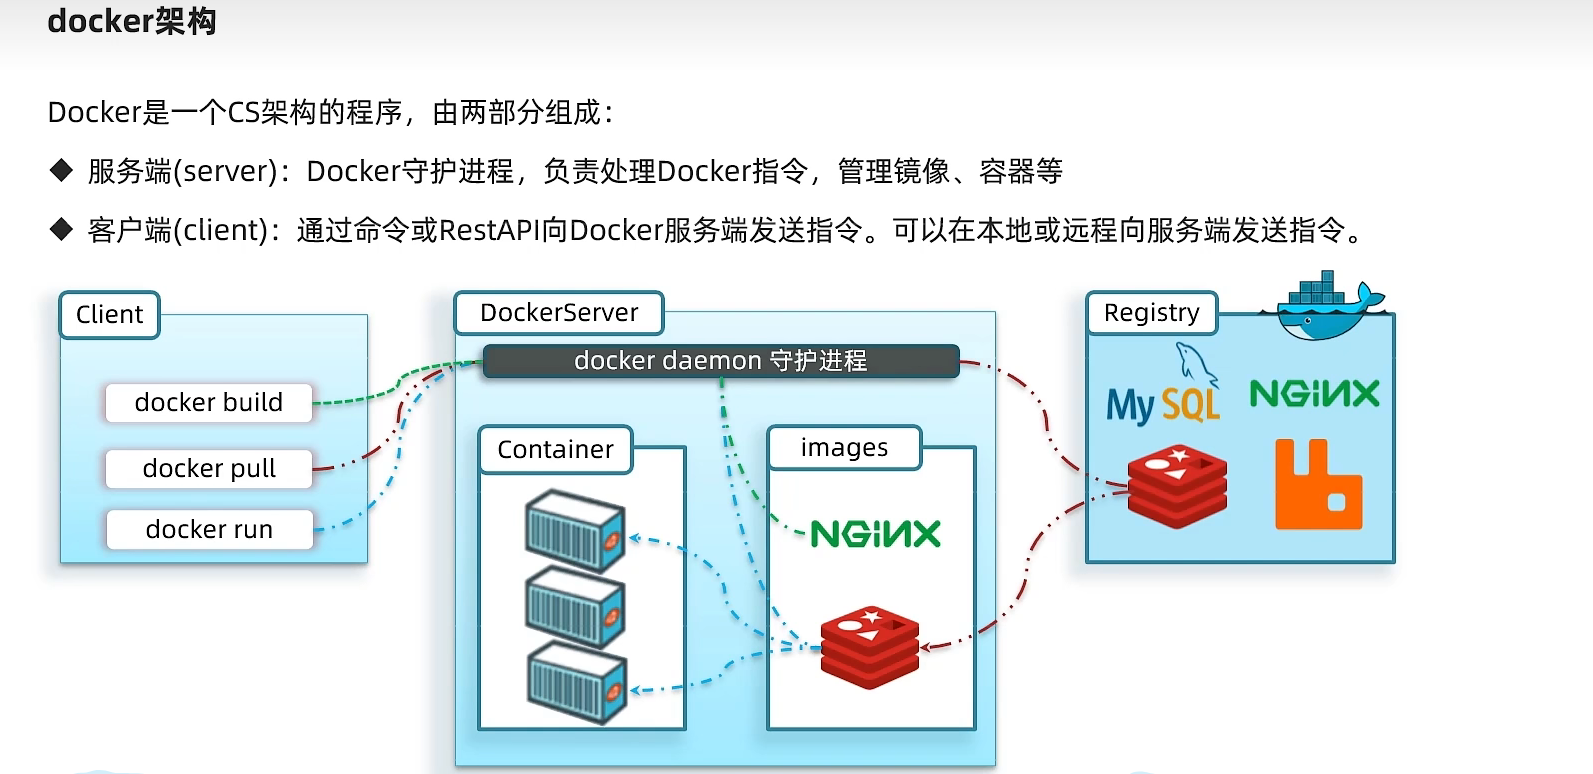 docker架构
Docker是一个CS架构的程序，由两部分组成：
◆ 服务端(server)：Docker守护进程，负责处理Docker指令，管理镜像、容器等
◆ 客户端(client)：通过命令或RestAPI向Docker服务端发送指令。可以在本地或远程向服务端发送指令。
Client
docker build
docker pull
docker run
DockerServer
docker daemon 守护进程
Container
images
NGINX
Registry
MySQL
NGINX